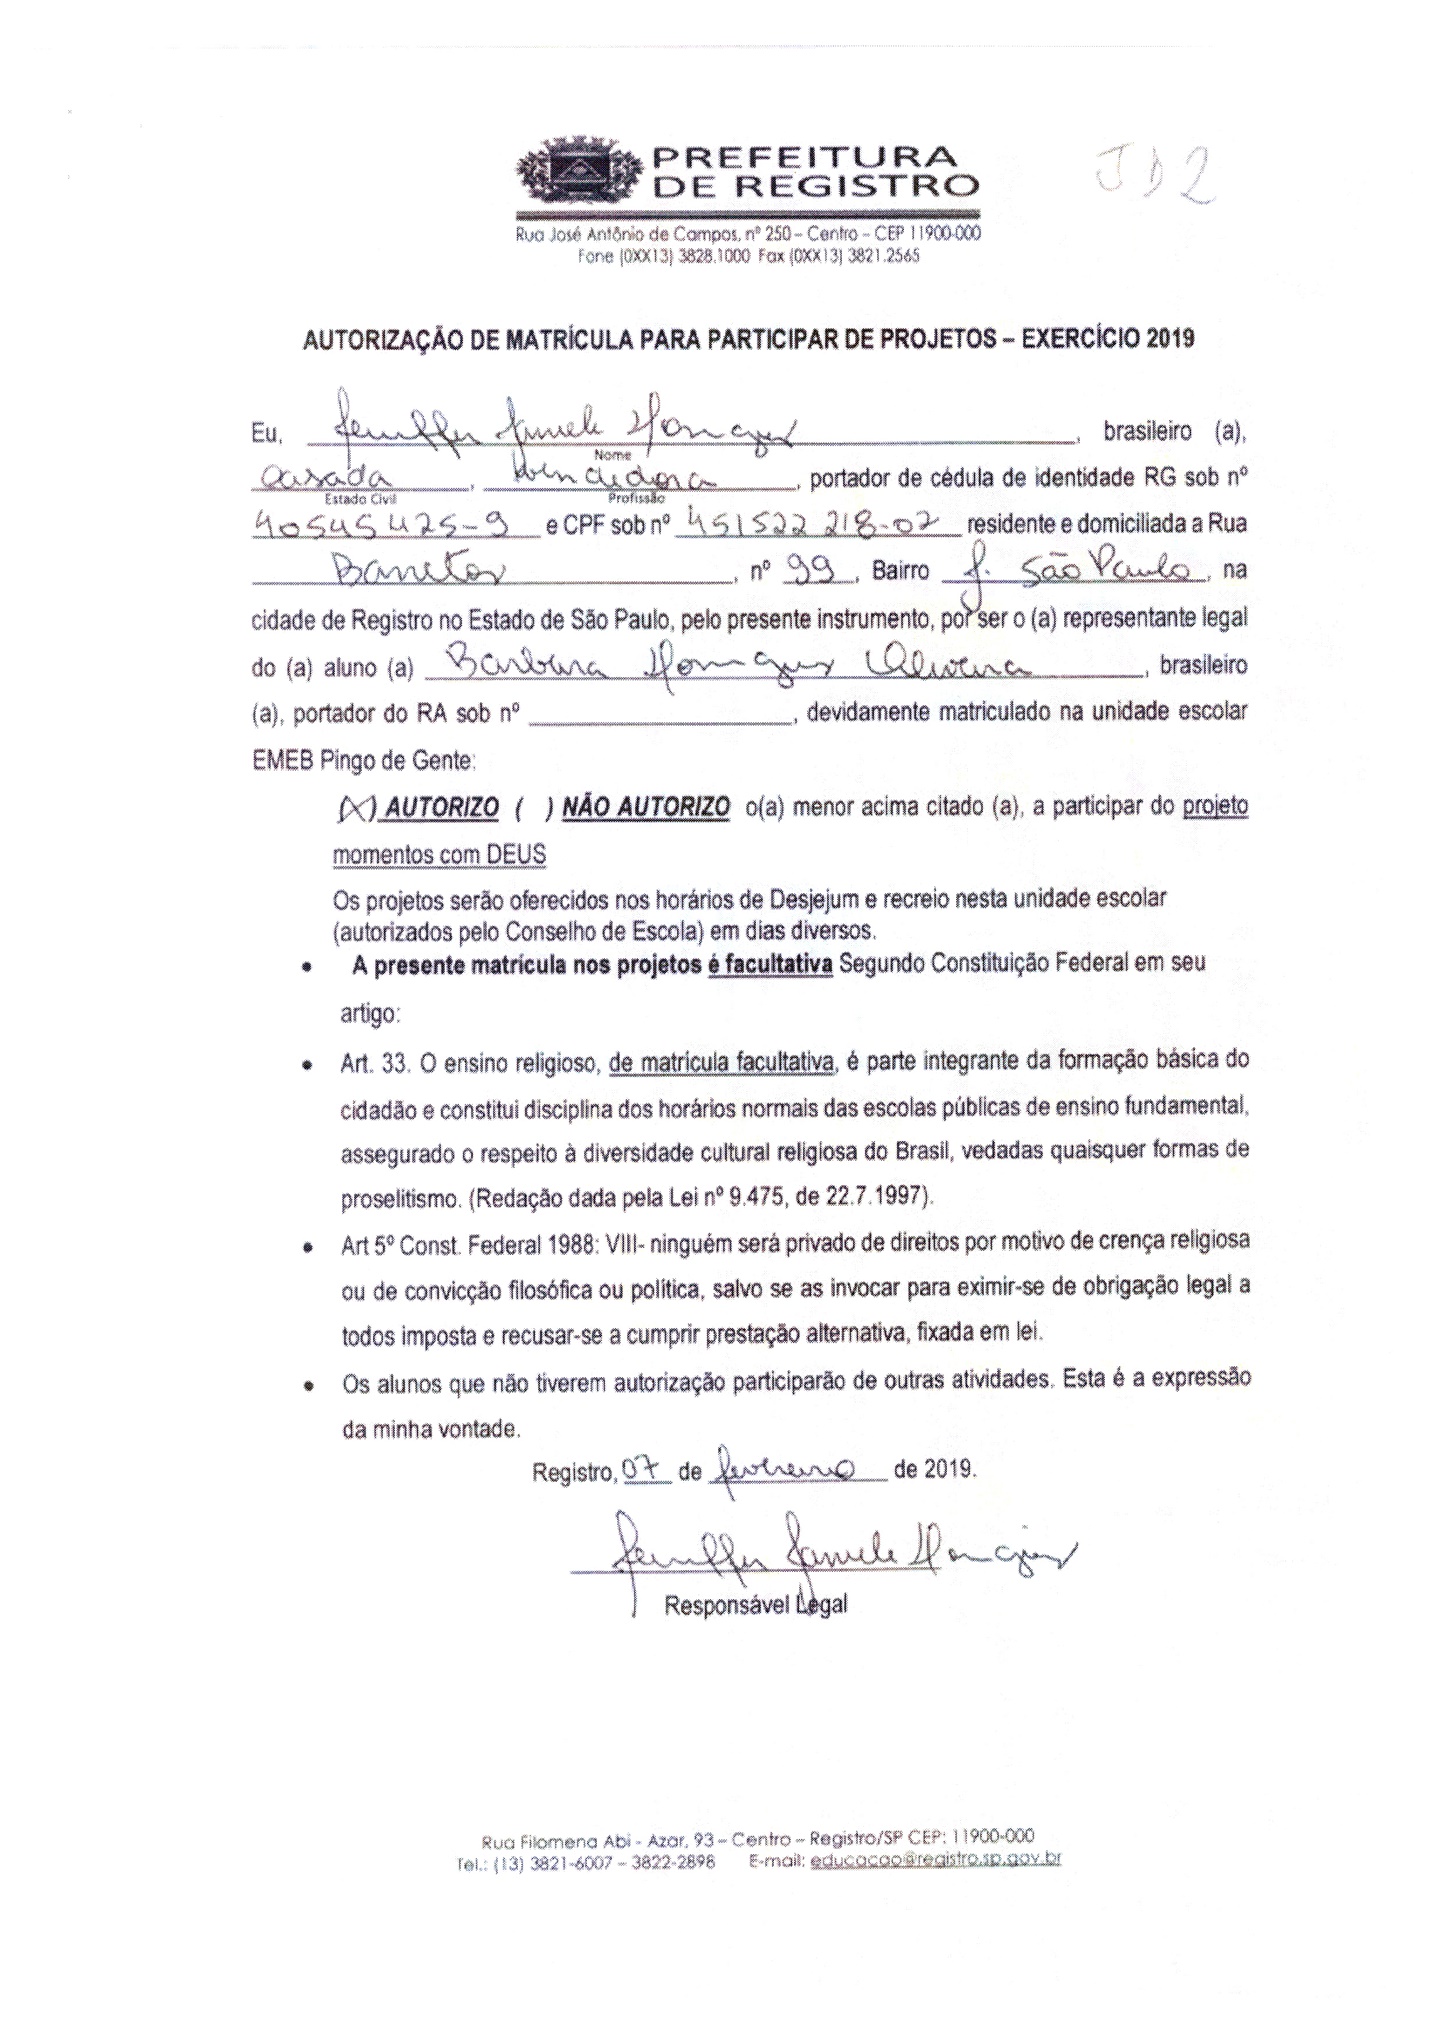 PREFEITURA
DE REGISTRO
JD2
Rua José Antônio de Campos, nº 250 – Centro – CEP 11900-000
Fone (0XX13) 3828.1000 Fax (0XX13) 3821.2565
AUTORIZAÇÃO DE MATRÍCULA PARA PARTICIPAR DE PROJETOS – EXERCÍCIO 2019
Eu, Jeniffer, brasileiro (a),
Nome
Casada, Vendedora, portador de cédula de identidade RG sob nº
Estado Civil Profissão
40545425-9 e CPF sob nº 451522218-07 residente e domiciliada a Rua
Barretos, nº 99, Bairro J. São Paulo, na
cidade de Registro no Estado de São Paulo, pelo presente instrumento, por ser o (a) representante legal
do (a) aluno (a) Barbara Oliveira, brasileiro
(a), portador do RA sob nº ____________________, devidamente matriculado na unidade escolar
EMEB Pingo de Gente:
(X) AUTORIZO ( ) NÃO AUTORIZO o(a) menor acima citado (a), a participar do projeto
momentos com DEUS
Os projetos serão oferecidos nos horários de Desjejum e recreio nesta unidade escolar
(autorizados pelo Conselho de Escola) em dias diversos.
• A presente matrícula nos projetos é facultativa Segundo Constituição Federal em seu
artigo:
• Art. 33. O ensino religioso, de matrícula facultativa, é parte integrante da formação básica do
cidadão e constitui disciplina dos horários normais das escolas públicas de ensino fundamental,
assegurado o respeito à diversidade cultural religiosa do Brasil, vedadas quaisquer formas de
proselitismo. (Redação dada pela Lei nº 9.475, de 22.7.1997).
• Art 5º Const. Federal 1988: VIII- ninguém será privado de direitos por motivo de crença religiosa
ou de convicção filosófica ou política, salvo se as invocar para eximir-se de obrigação legal a
todos imposta e recusar-se a cumprir prestação alternativa, fixada em lei.
• Os alunos que não tiverem autorização participarão de outras atividades. Esta é a expressão
da minha vontade.
Registro, 07 de fevereiro de 2019.
Jeniffer
Responsável Legal
Rua Filomena Abi - Azar, 93 – Centro – Registro/SP CEP: 11900-000
Tel.: (13) 3821-6007 – 3822-2898 E-mail: educacao@registro.sp.gov.br